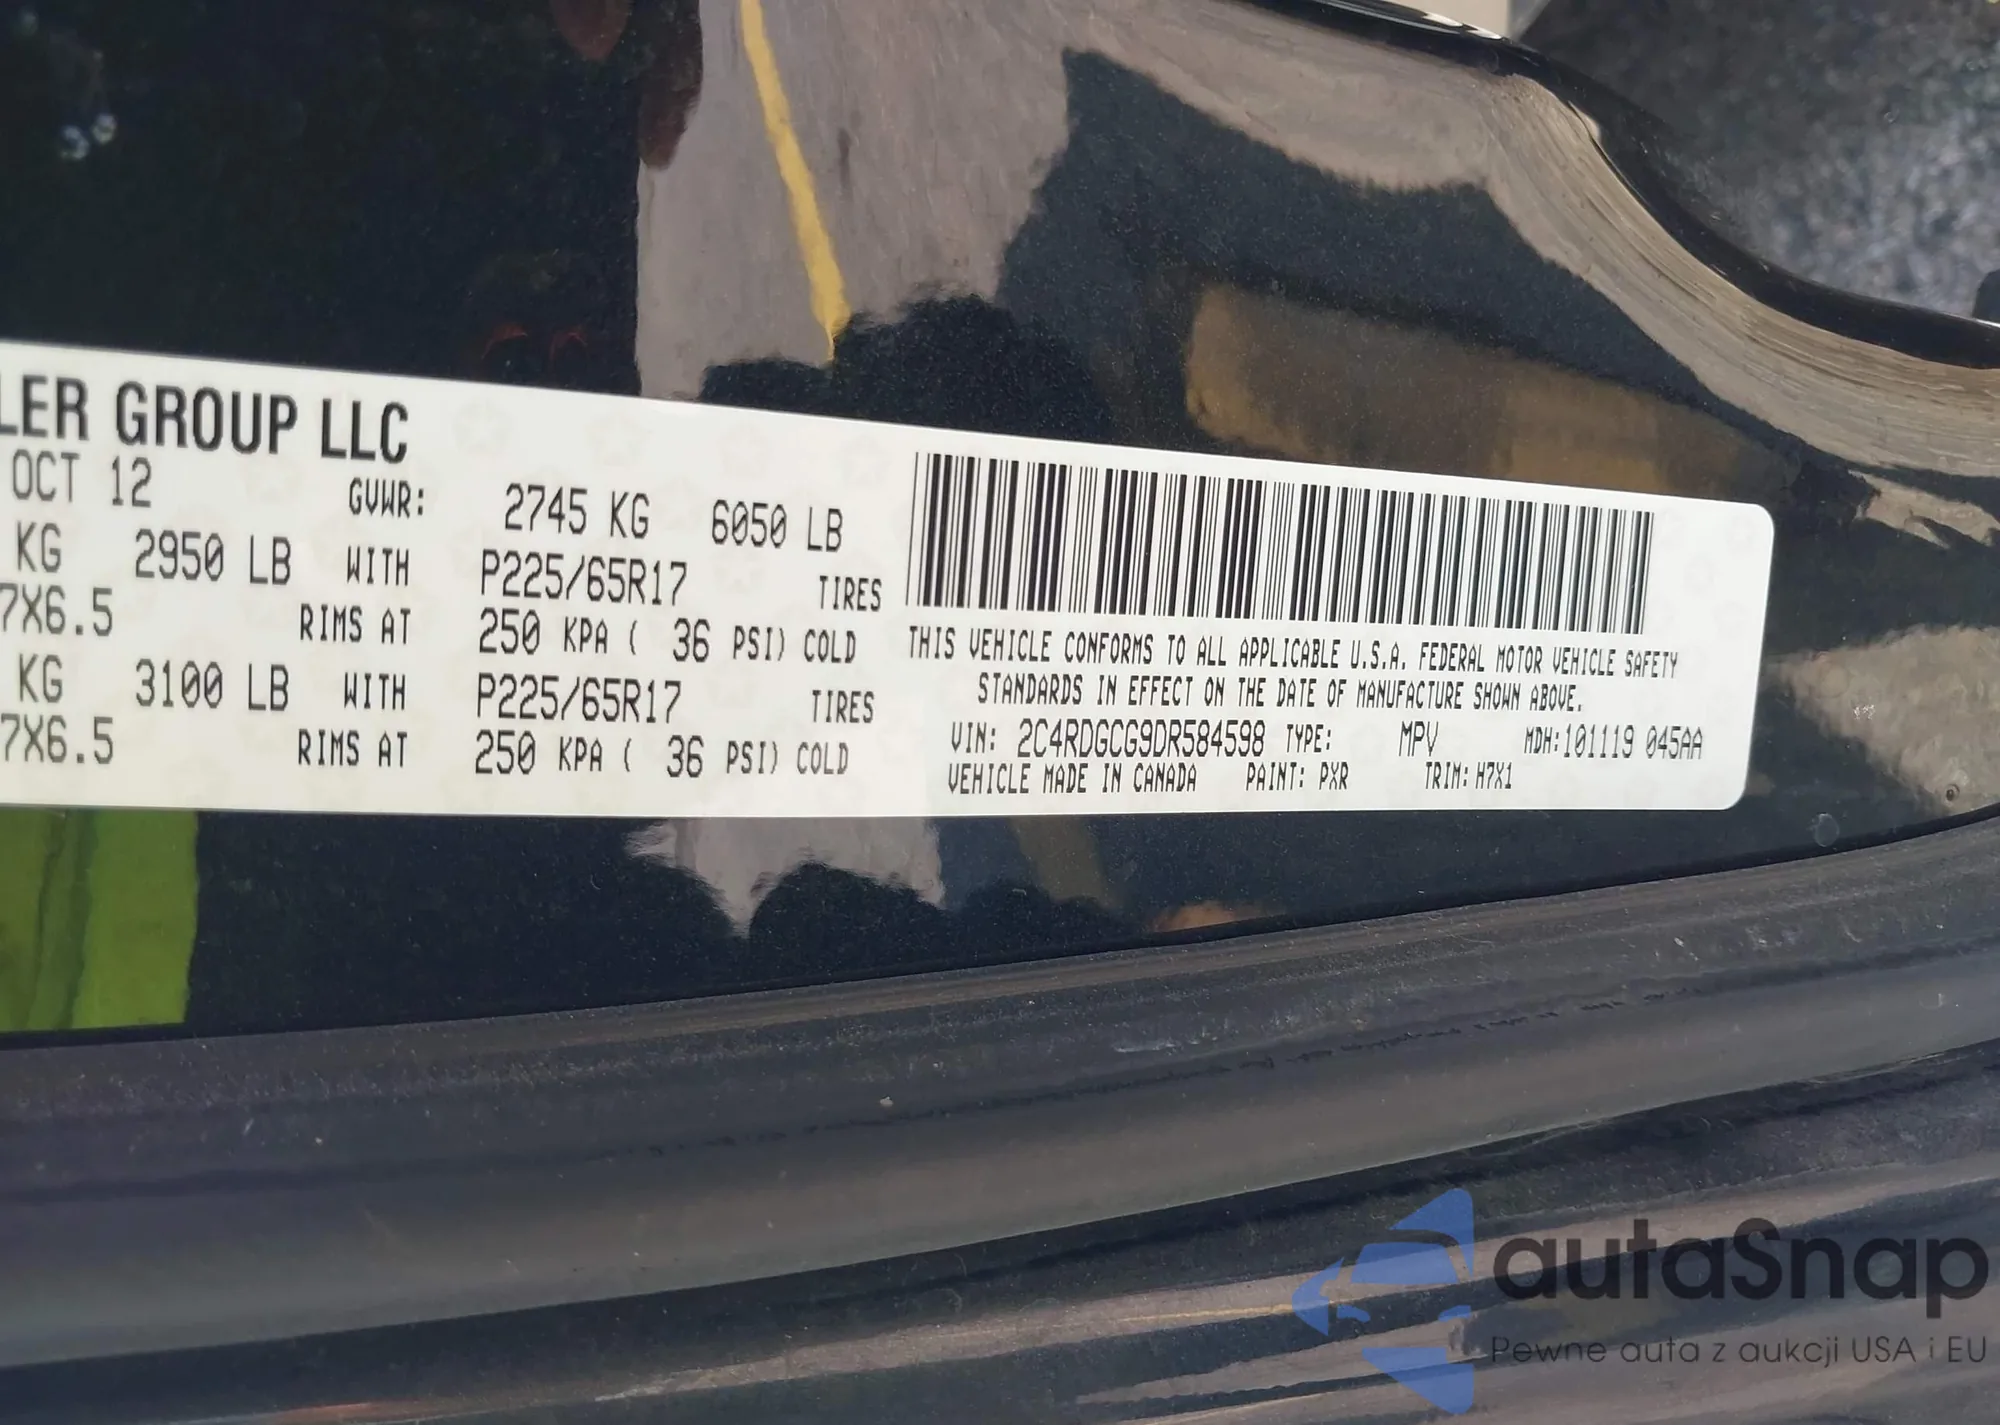 LER GROUP LLC
OCT 12 GVWR: 2745 KG 6050 LB
KG 2950 LB WITH P225/65R17 TIRES
7X6.5 RIMS AT 250 KPA ( 36 PSI) COLD
KG 3100 LB WITH P225/65R17 TIRES
7X6.5 RIMS AT 250 KPA ( 36 PSI) COLD
THIS VEHICLE CONFORMS TO ALL APPLICABLE U.S.A. FEDERAL MOTOR VEHICLE SAFETY
STANDARDS IN EFFECT ON THE DATE OF MANUFACTURE SHOWN ABOVE.
VIN: 2C4RDGCG9DR584598 TYPE: MPV MDH:101119 045AA
VEHICLE MADE IN CANADA PAINT: PXR TRIM: H7X1
autaSnap
Pewne auta z aukcji USA i EU